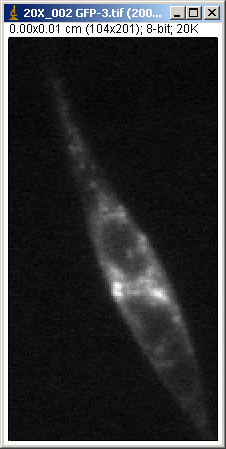 20X_002 GFP-3.tif (200...
0.00x0.01 cm (104x201); 8-bit; 20K